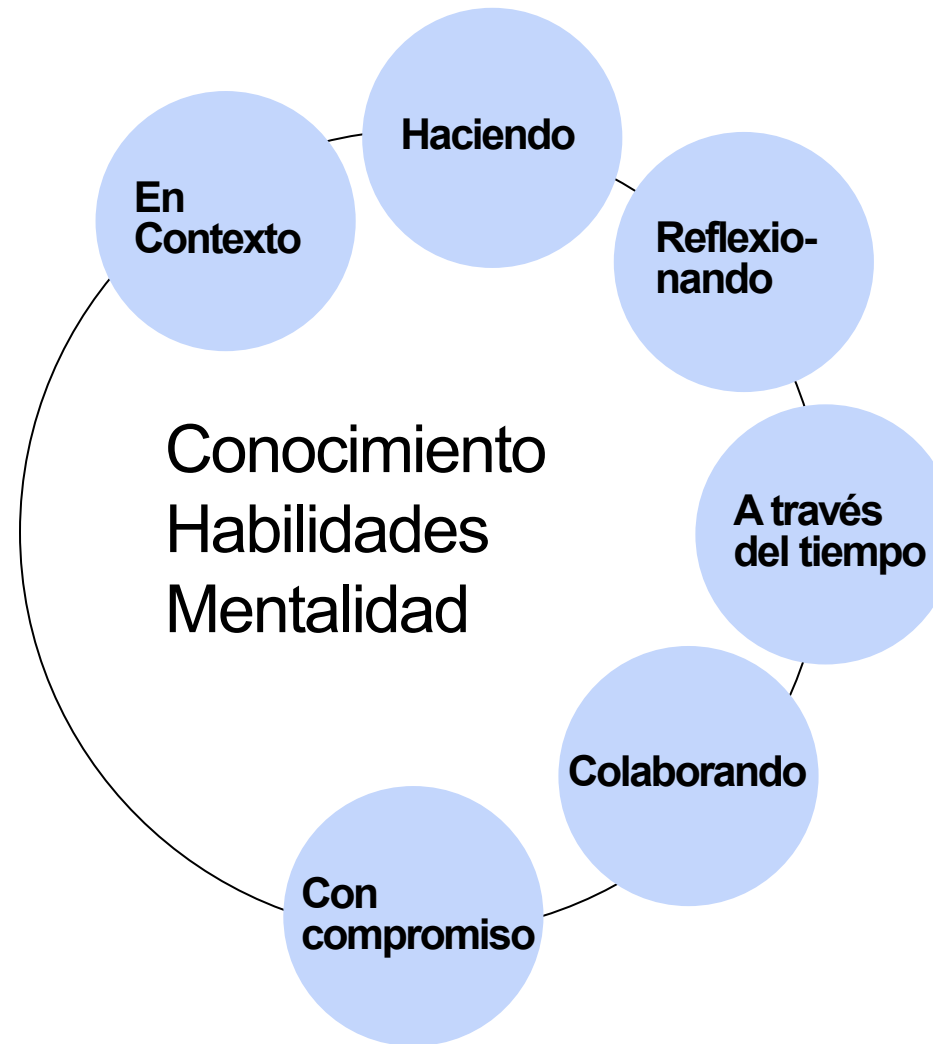 Haciendo
En
Contexto
Reflexio-
nando
Conocimiento
Habilidades
Mentalidad
A través
del tiempo
Colaborando
Con
compromiso